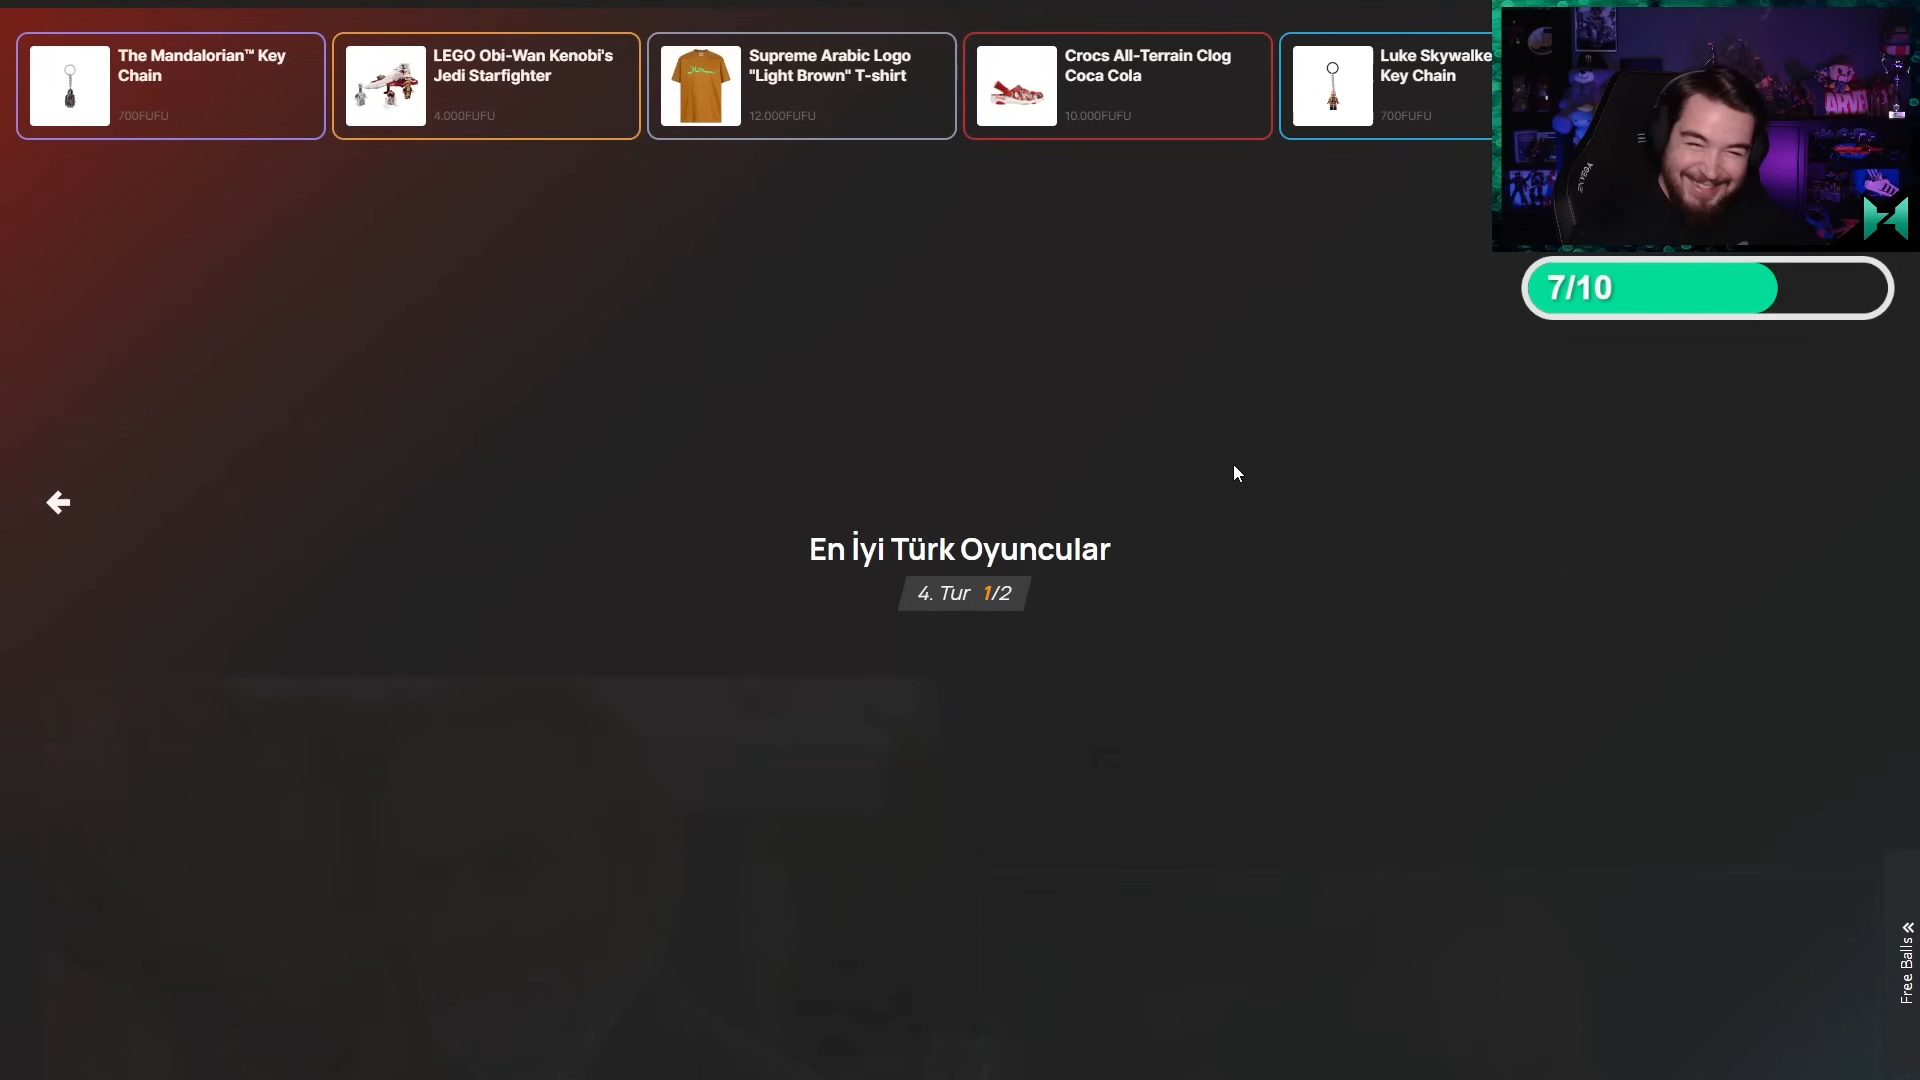 The Mandalorian™ Key
Chain
700FUFU
LEGO Obi-Wan Kenobi's
Jedi Starfighter
4.000FUFU
Supreme Arabic Logo
"Light Brown" T-shirt
12.000FUFU
Crocs All-Terrain Clog
Coca Cola
10.000FUFU
Luke Skywalke
Key Chain
700FUFU
7/10
En İyi Türk Oyuncular
4. Tur 1/2
Free Balls